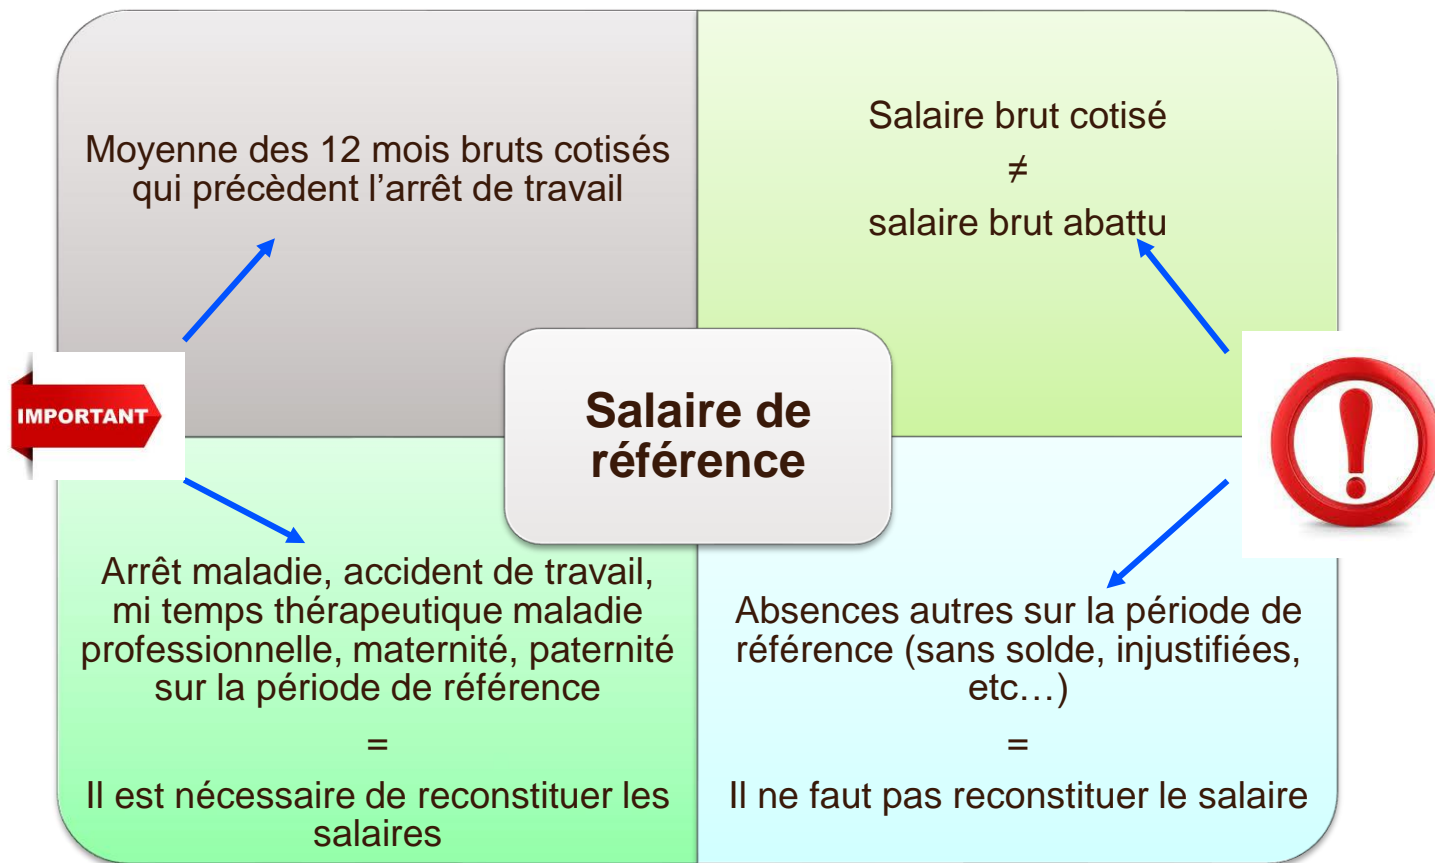 Moyenne des 12 mois bruts cotisés
qui précèdent l’arrêt de travail
Salaire brut cotisé
≠
salaire brut abattu
IMPORTANT
Salaire de
référence
Arrêt maladie, accident de travail,
mi temps thérapeutique maladie
professionnelle, maternité, paternité
sur la période de référence
=
Il est nécessaire de reconstituer les
salaires
Absences autres sur la période de
référence (sans solde, injustifiées,
etc…)
=
Il ne faut pas reconstituer le salaire